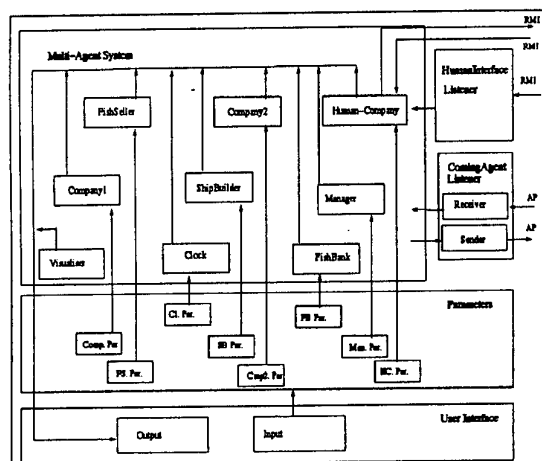 RMI
Multi-Agent System
RMI
HumanInterface
Listener
RMI
FishSeller
Company2
Human-Company
ComingAgent
Listener
Company1
ShipBuilder
Manager
Receiver
AP
Sender
AP
Visualiser
Clock
FishBank
Parameters
Cl. Par.
FB Par.
Comp. Par
SB Par.
Man. Par.
FS. Par.
Cmp2. Par
HC. Par.
User Interface
Output
Input